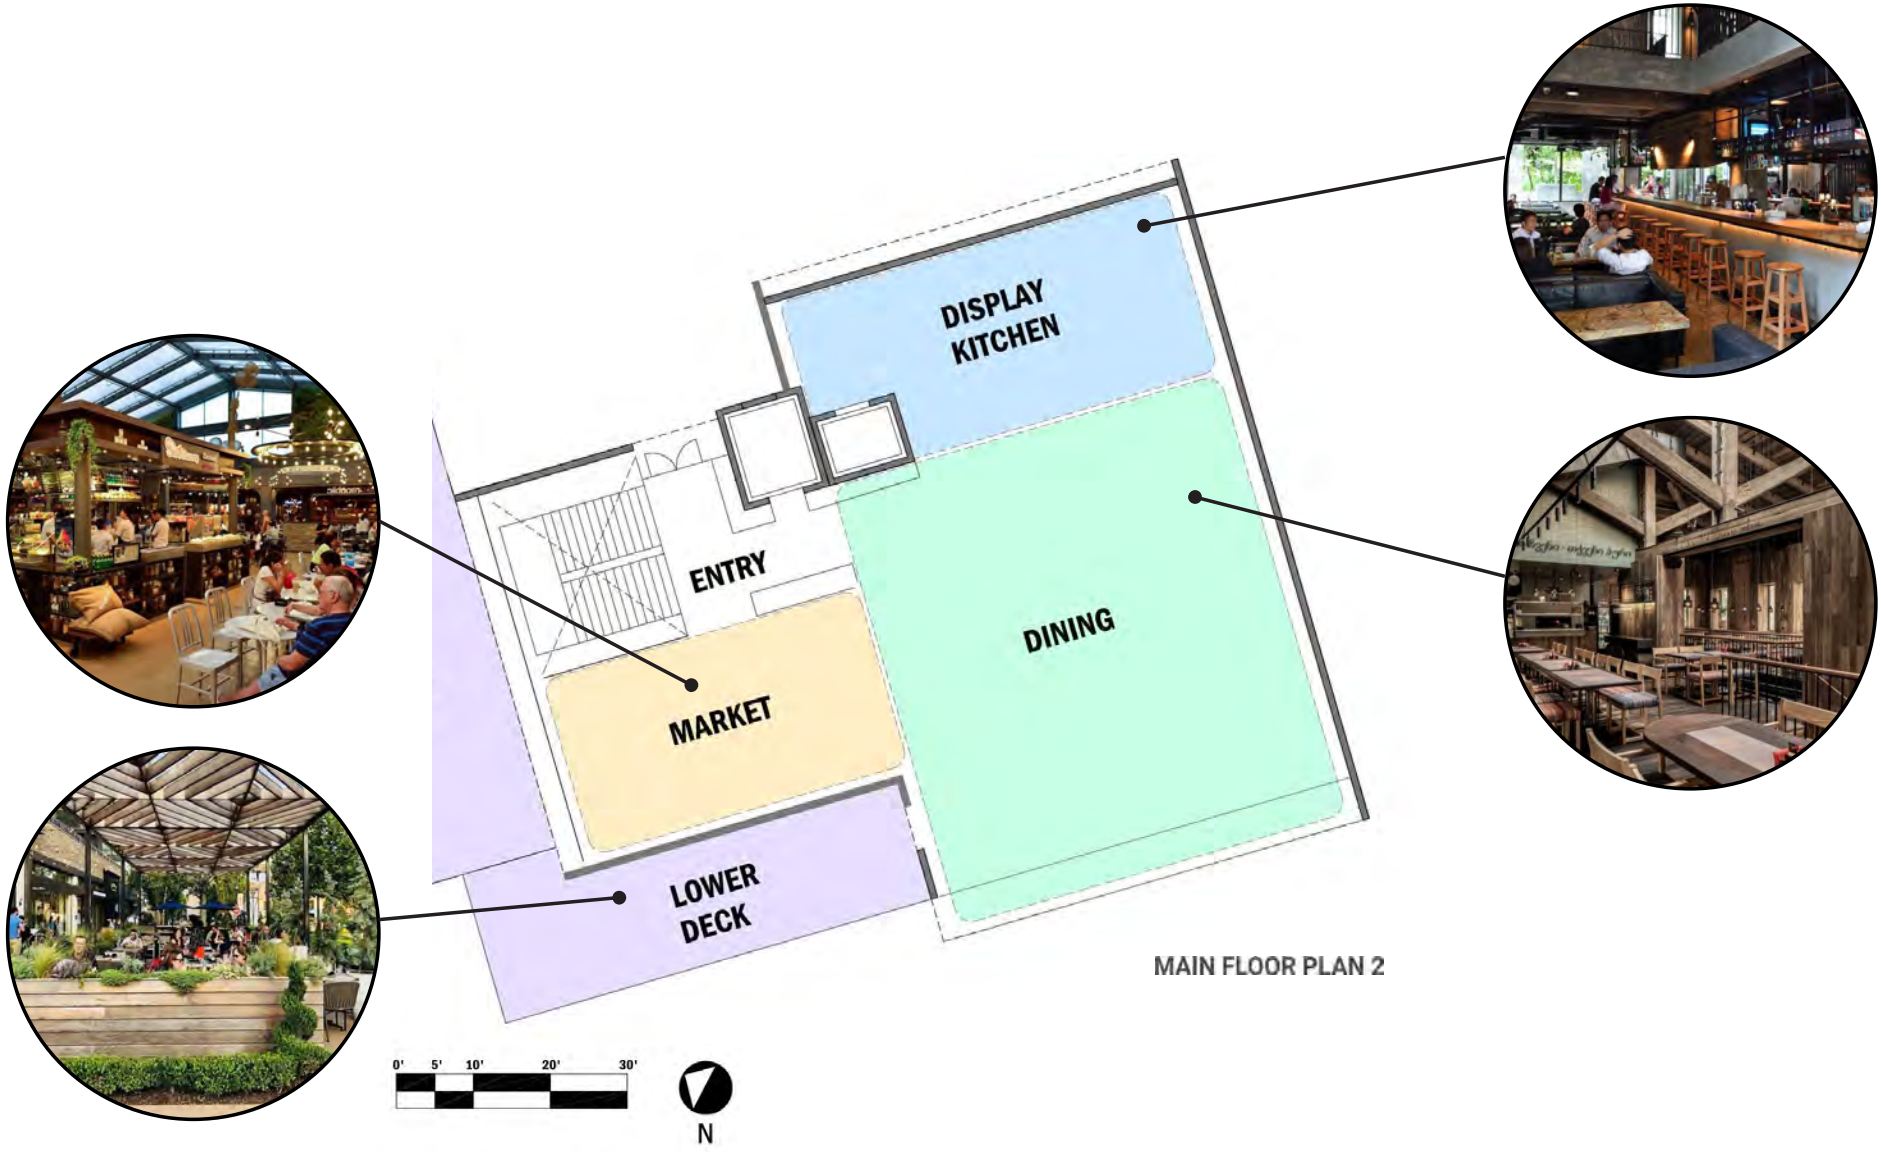 DISPLAY
KITCHEN
ENTRY
DINING
MARKET
LOWER
DECK
MAIN FLOOR PLAN 2
0' 5' 10' 20' 30'
N